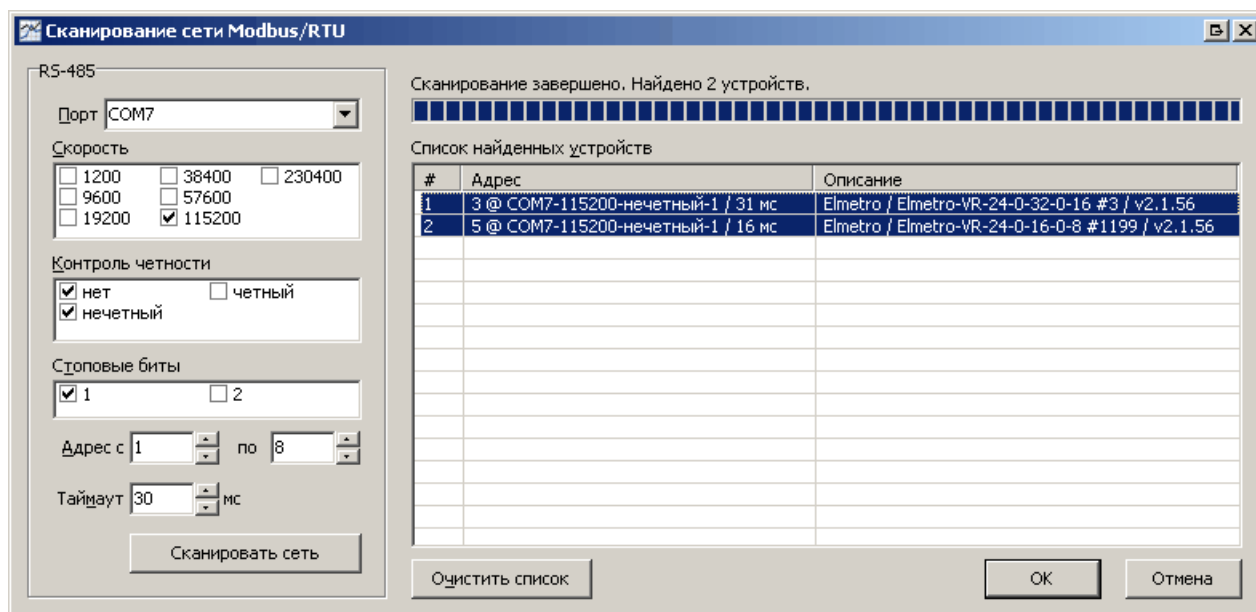 Сканирование сети Modbus/RTU
RS-485
Порт COM7
Скорость
1200 38400 230400
9600 57600
19200 115200
Контроль четности
нет четный
нечетный
Стоповые биты
1 2
Адрес с 1 по 8
Таймаут 30 мс
Сканировать сеть
Сканирование завершено. Найдено 2 устройств.
Список найденных устройств
# Адрес Описание
1 3 @ COM7-115200-нечетный-1 / 31 мс Elmetro / Elmetro-VR-24-0-32-0-16 #3 / v2.1.56
2 5 @ COM7-115200-нечетный-1 / 16 мс Elmetro / Elmetro-VR-24-0-16-0-8 #1199 / v2.1.56
Очистить список OK Отмена